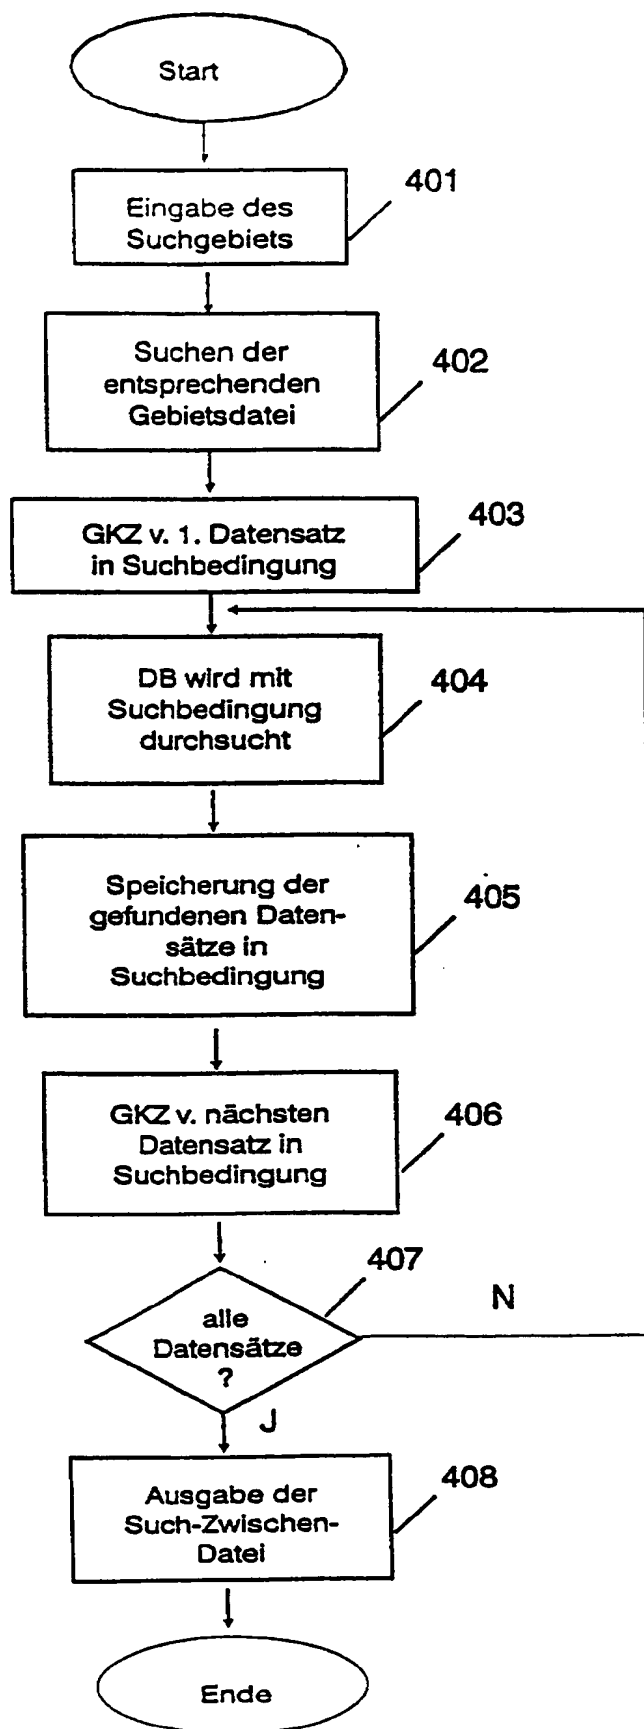 Start
401
Eingabe des
Suchgebiets
402
Suchen der
entsprechenden
Gebietsdatei
403
GKZ v. 1. Datensatz
in Suchbedingung
404
DB wird mit
Suchbedingung
durchsucht
405
Speicherung der
gefundenen Daten-
sätze in
Suchbedingung
406
GKZ v. nächsten
Datensatz in
Suchbedingung
407
N
alle
Datensätze
?
J
408
Ausgabe der
Such-Zwischen-
Datei
Ende